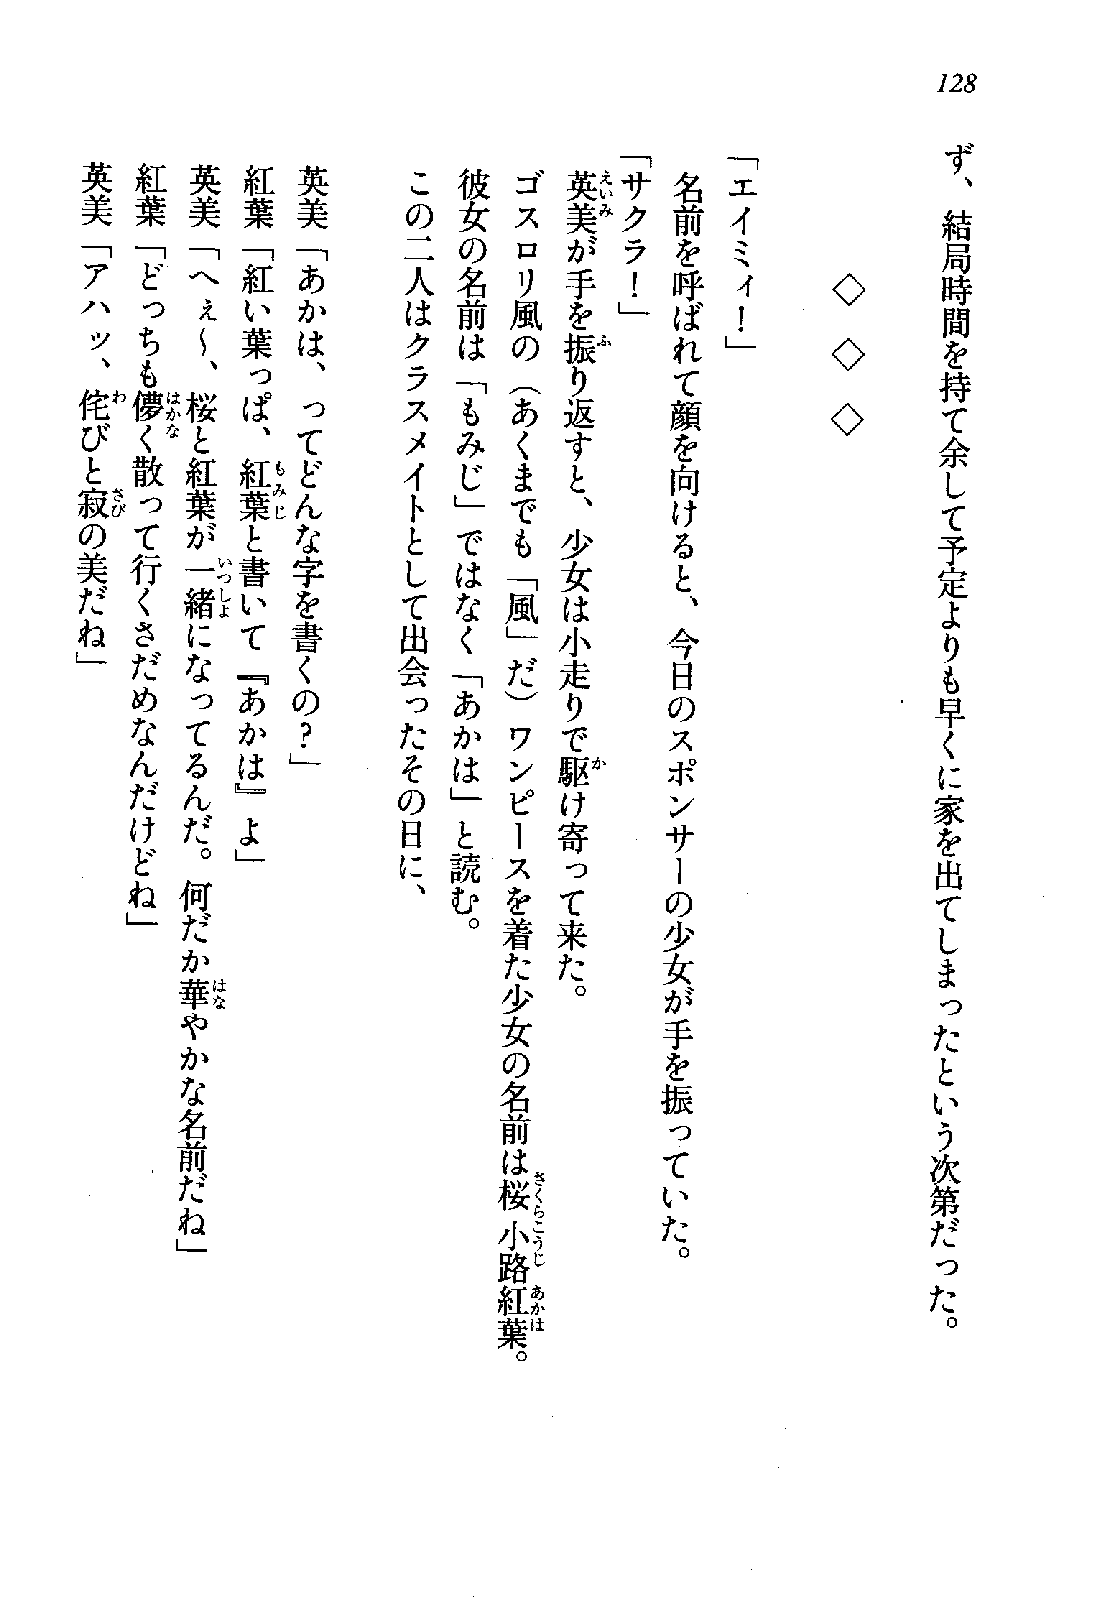 128
ず、結局時間を持て余して予定よりも早くに家を出てしまったという次第だった。
◇ ◇ ◇
「エイミィ！」
名前を呼ばれて顔を向けると、今日のスポンサーの少女が手を振っていた。
「サクラ！」
英美が手を振り返すと、少女は小走りで駆け寄って来た。
ゴスロリ風の（あくまでも「風」だ）ワンピースを着た少女の名前は桜小路紅葉。
彼女の名前は「もみじ」ではなく「あかは」と読む。
この二人はクラスメイトとして出会ったその日に、
英美「あかは、ってどんな字を書くの？」
紅葉「紅い葉っぱ、紅葉と書いて『あかは』よ」
英美「へぇ～、桜と紅葉が一緒になってるんだ。何だか華やかな名前だね」
紅葉「どっちも儚く散って行くさだめなんだけどね」
英美「アハッ、侘びと寂の美だね」